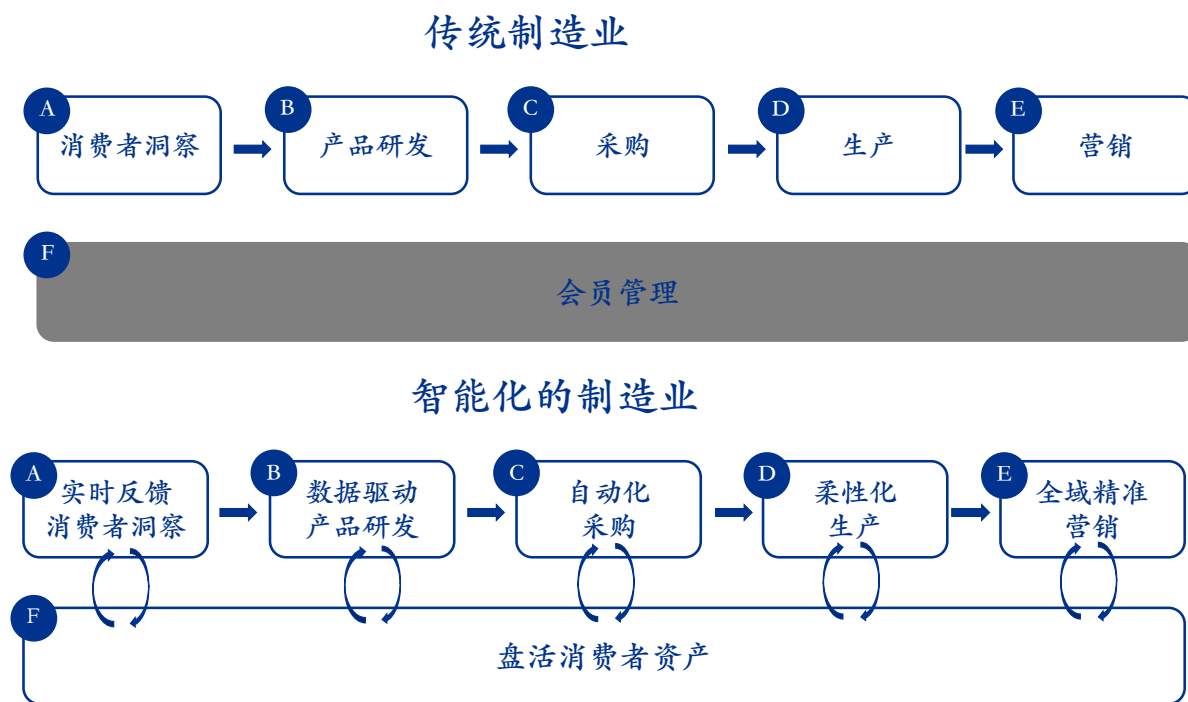 传统制造业
A
消费者洞察
B
产品研发
C
采购
D
生产
E
营销
F
会员管理
智能化的制造业
A
实时反馈
消费者洞察
B
数据驱动
产品研发
C
自动化
采购
D
柔性化
生产
E
全域精准
营销
F
盘活消费者资产